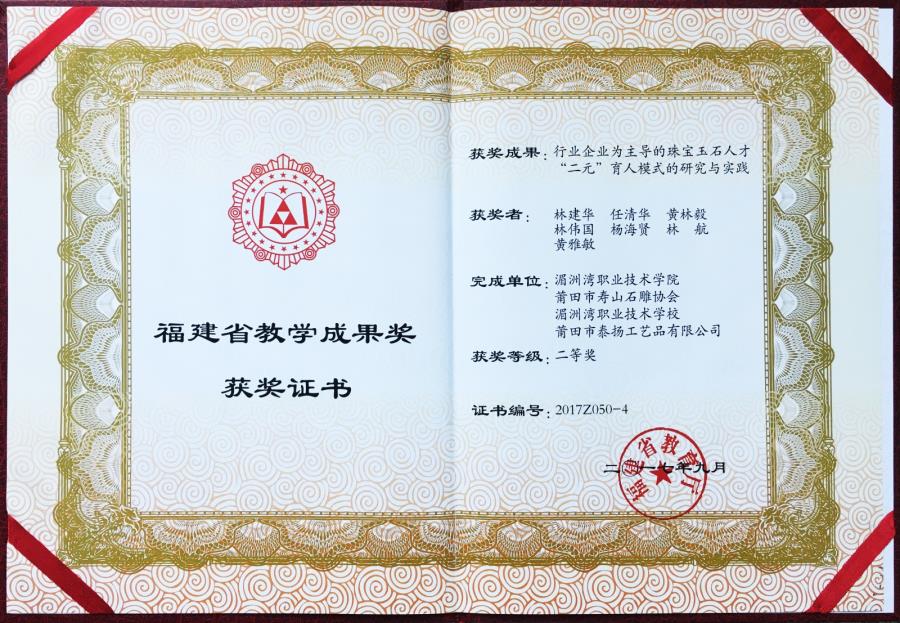 福建省教学成果奖
获奖证书
获奖成果：行业企业为主导的珠宝玉石人才
“二元”育人模式的研究与实践
获奖者：林建华 任清华 黄林毅
林伟国 杨海贤 林 航
黄雅敏
完成单位：湄洲湾职业技术学院
莆田市寿山石雕协会
湄洲湾职业技术学校
莆田市泰扬工艺品有限公司
获奖等级：二等奖
证书编号：2017Z050-4
福建省教育厅
二〇一七年九月